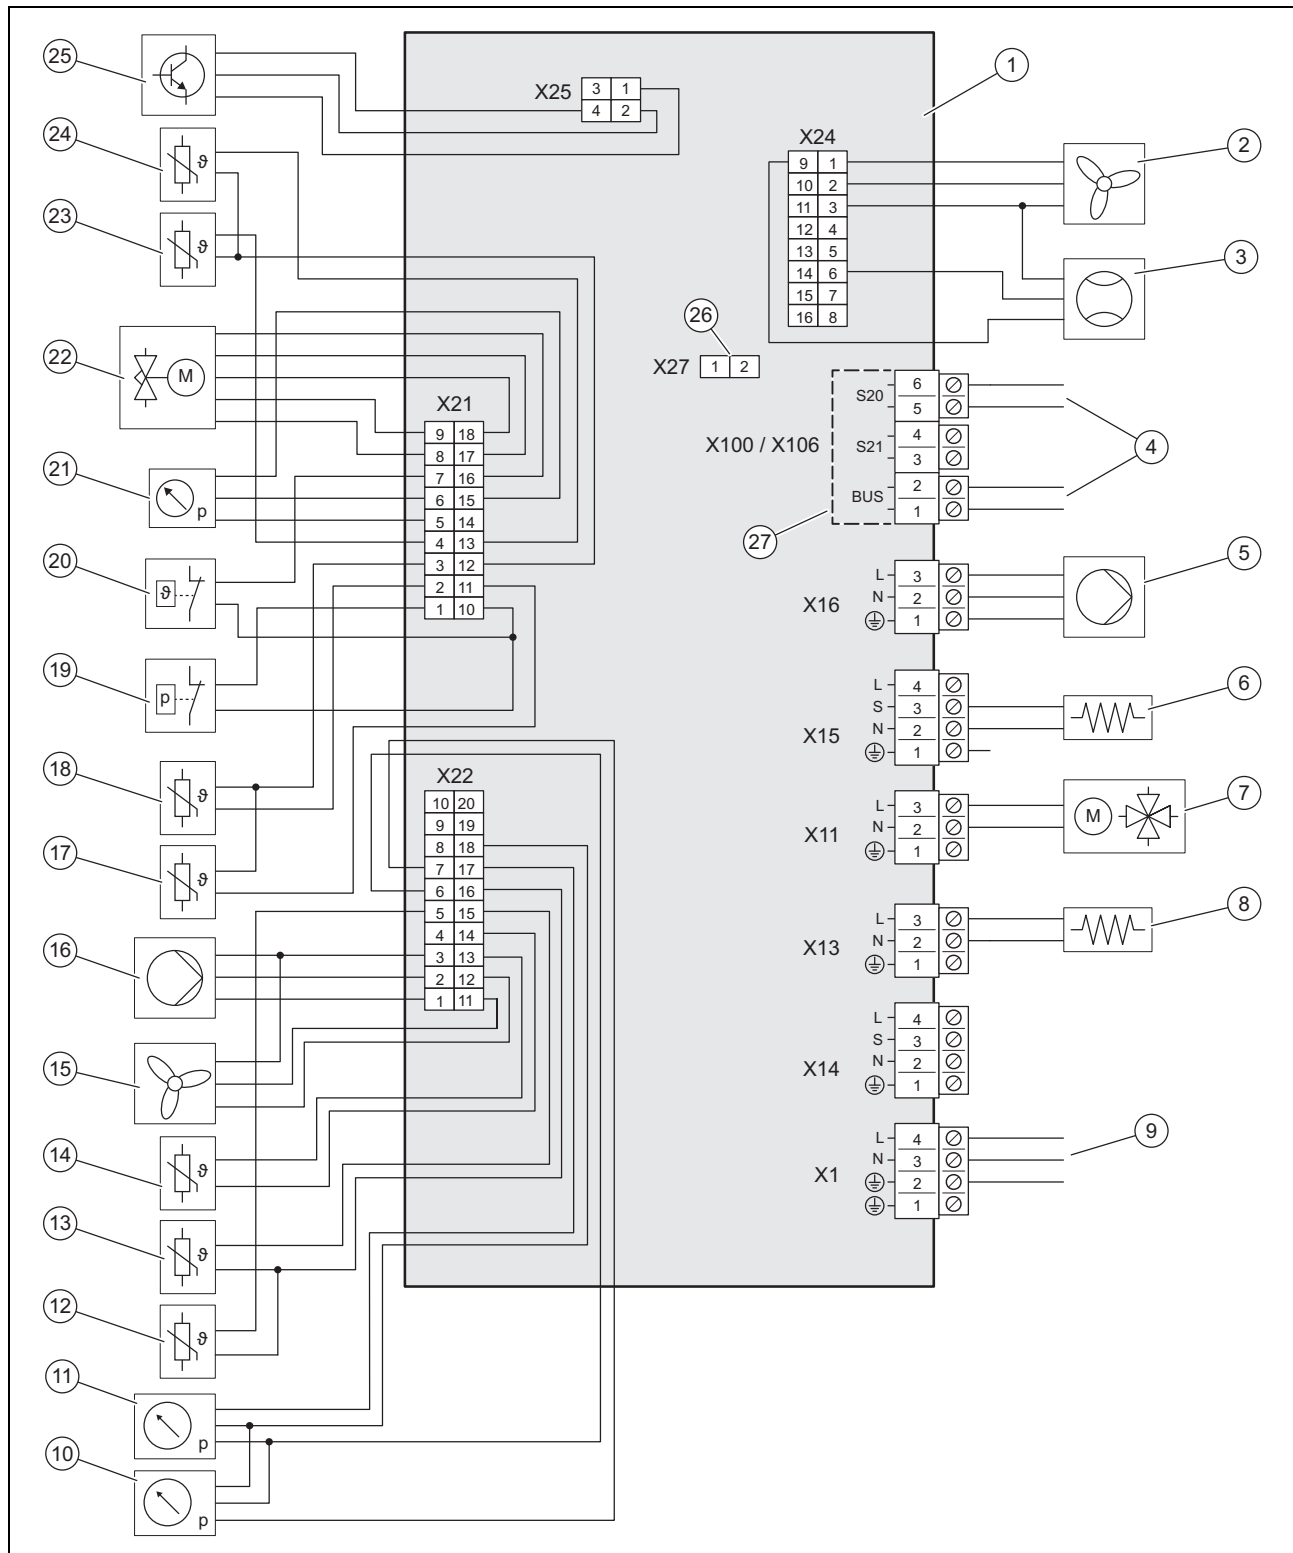 25
24
23
22
21
20
19
18
17
16
15
14
13
12
11
10
ϑ
ϑ
M
p
ϑ
p
ϑ
ϑ
ϑ
ϑ
ϑ
p
p
X25
3 1
4 2
X24
9 1
10 2
11 3
12 4
13 5
14 6
15 7
16 8
26
X27 1 2
X21
9 18
8 17
7 16
6 15
5 14
4 13
3 12
2 11
1 10
X22
10 20
9 19
8 18
7 17
6 16
5 15
4 14
3 13
2 12
1 11
X100 / X106
S20 6
5
S21 4
3
BUS 2
1
27
X16
L 3
N 2
1
X15
L 4
S 3
N 2
1
X11
L 3
N 2
1
X13
L 3
N 2
1
X14
L 4
S 3
N 2
1
X1
L 4
N 3
2
1
1
2
3
4
5
6
7
M
8
9